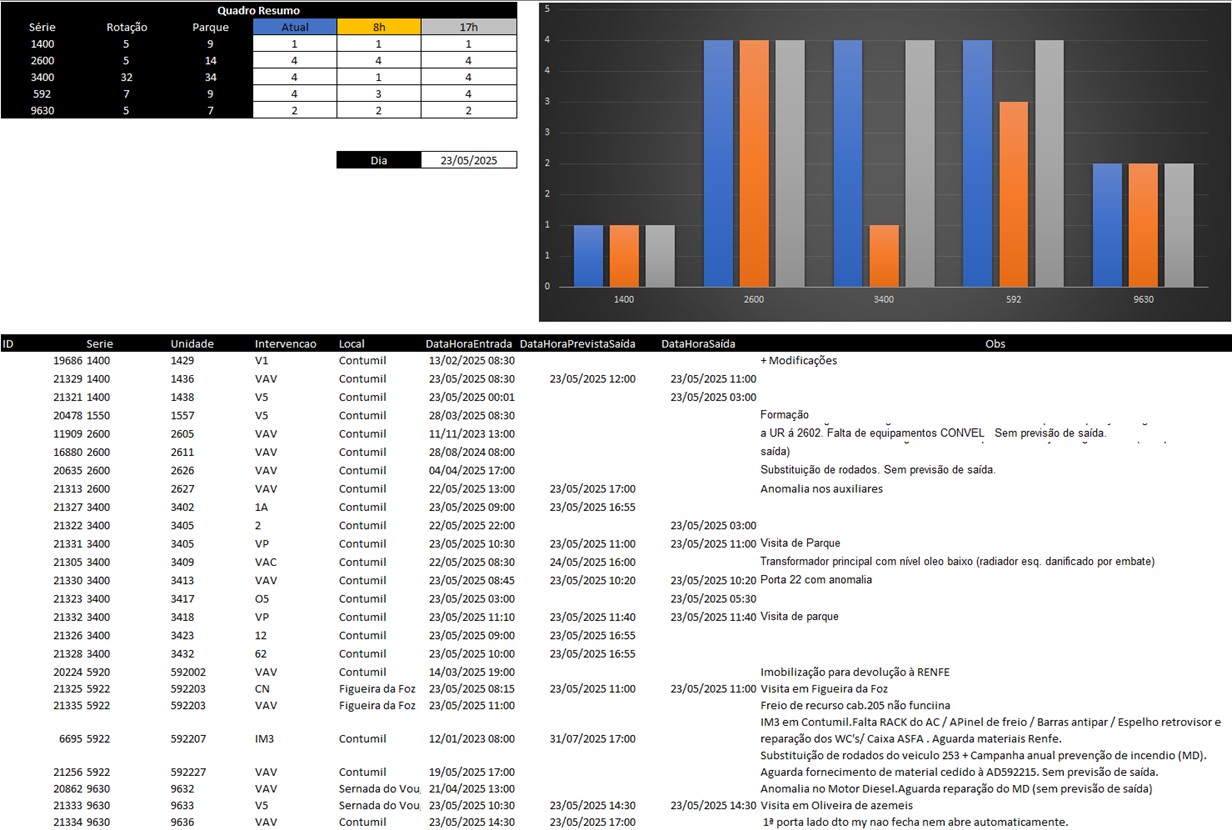 Quadro Resumo
Série Rotação Parque Atual 8h 17h
1400 5 9 1 1 1
2600 5 14 4 4 4
3400 32 34 4 1 4
592 7 9 4 3 4
9630 5 7 2 2 2
Dia 23/05/2025
5
4
4
3
3
2
2
1
1
0
1400 2600 3400 592 9630
ID Serie Unidade Intervencao Local DataHoraEntrada DataHoraPrevistaSaída DataHoraSaída Obs
19686 1400 1429 V1 Contumil 13/02/2025 08:30 + Modificações
21329 1400 1436 VAV Contumil 23/05/2025 08:30 23/05/2025 12:00 23/05/2025 11:00
21321 1400 1438 V5 Contumil 23/05/2025 00:01 23/05/2025 03:00
20478 1550 1557 V5 Contumil 28/03/2025 08:30 Formação
11909 2600 2605 VAV Contumil 11/11/2023 13:00 a UR á 2602. Falta de equipamentos CONVEL Sem previsão de saída.
16880 2600 2611 VAV Contumil 28/08/2024 08:00 saída)
20635 2600 2626 VAV Contumil 04/04/2025 17:00 Substituição de rodados. Sem previsão de saída.
21313 2600 2627 VAV Contumil 22/05/2025 13:00 23/05/2025 17:00 Anomalia nos auxiliares
21327 3400 3402 1A Contumil 23/05/2025 09:00 23/05/2025 16:55
21322 3400 3405 2 Contumil 22/05/2025 22:00 23/05/2025 03:00
21331 3400 3405 VP Contumil 23/05/2025 10:30 23/05/2025 11:00 23/05/2025 11:00 Visita de Parque
21305 3400 3409 VAC Contumil 22/05/2025 08:30 24/05/2025 16:00 Transformador principal com nível oleo baixo (radiador esq. danificado por embate)
21330 3400 3413 VAV Contumil 23/05/2025 08:45 23/05/2025 10:20 23/05/2025 10:20 Porta 22 com anomalia
21323 3400 3417 O5 Contumil 23/05/2025 03:00 23/05/2025 05:30
21332 3400 3418 VP Contumil 23/05/2025 11:10 23/05/2025 11:40 23/05/2025 11:40 Visita de parque
21326 3400 3423 12 Contumil 23/05/2025 09:00 23/05/2025 16:55
21328 3400 3432 62 Contumil 23/05/2025 10:00 23/05/2025 16:55
20224 5920 592002 VAV Contumil 14/03/2025 19:00 Imobilização para devolução à RENFE
21325 5922 592203 CN Figueira da Foz 23/05/2025 08:15 23/05/2025 11:00 23/05/2025 11:00 Visita em Figueira da Foz
21335 5922 592203 VAV Figueira da Foz 23/05/2025 11:00 Freio de recurso cab.205 não funciina
IM3 em Contumil.Falta RACK do AC / APinel de freio / Barras antipar / Espelho retrovisor e
6695 5922 592207 IM3 Contumil 12/01/2023 08:00 31/07/2025 17:00 reparação dos WC's/ Caixa ASFA . Aguarda materiais Renfe.
Substituição de rodados do veiculo 253 + Campanha anual prevenção de incendio (MD).
21256 5922 592227 VAV Contumil 19/05/2025 17:00 Aguarda fornecimento de material cedido à AD592215. Sem previsão de saída.
20862 9630 9632 VAV Sernada do Vou 21/04/2025 13:00 Anomalia no Motor Diesel.Aguarda reparação do MD (sem previsão de saída)
21333 9630 9633 V5 Sernada do Vou 23/05/2025 10:30 23/05/2025 14:30 23/05/2025 14:30 Visita em Oliveira de azemeis
21334 9630 9636 VAV Contumil 23/05/2025 14:30 23/05/2025 17:00 1ª porta lado dto my nao fecha nem abre automaticamente.